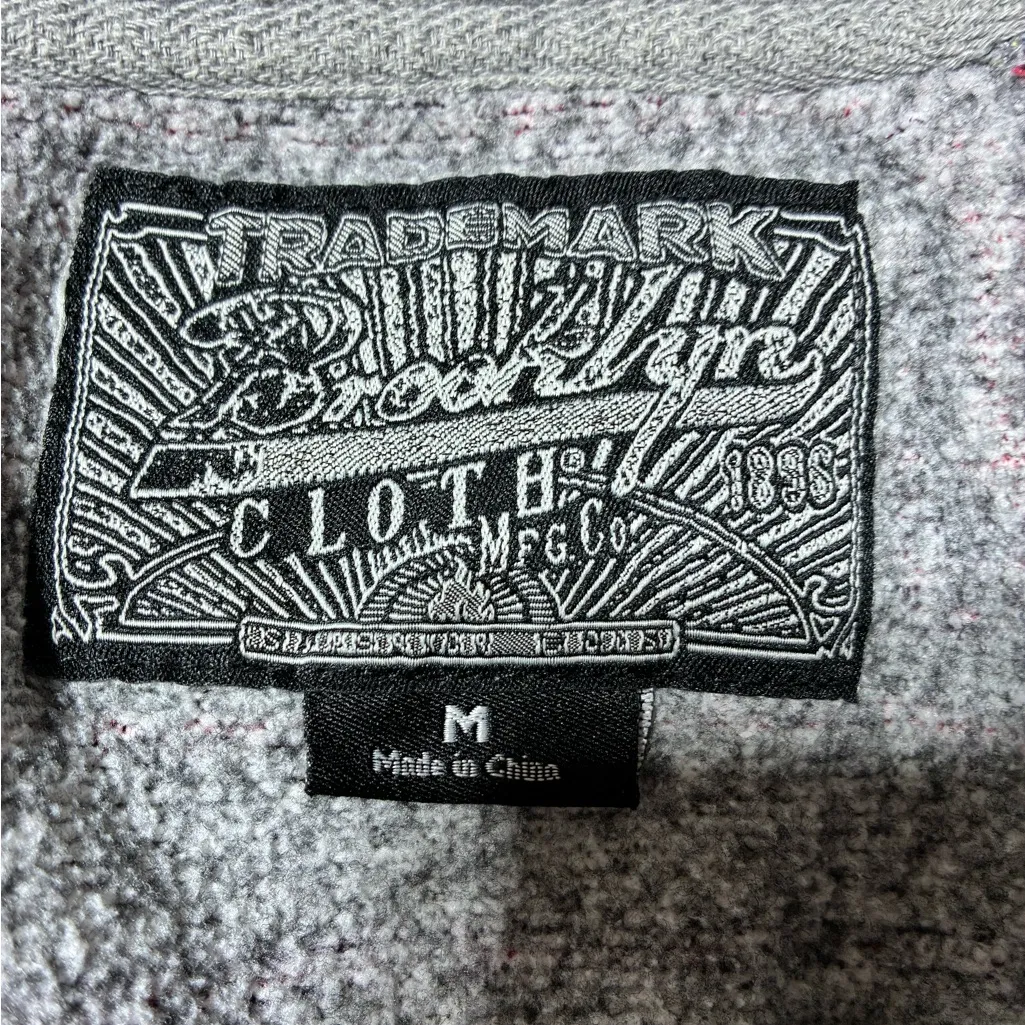 TRADEMARK
Brooklyn
CLOTH
MFG. Co.
1896
M
Made in China